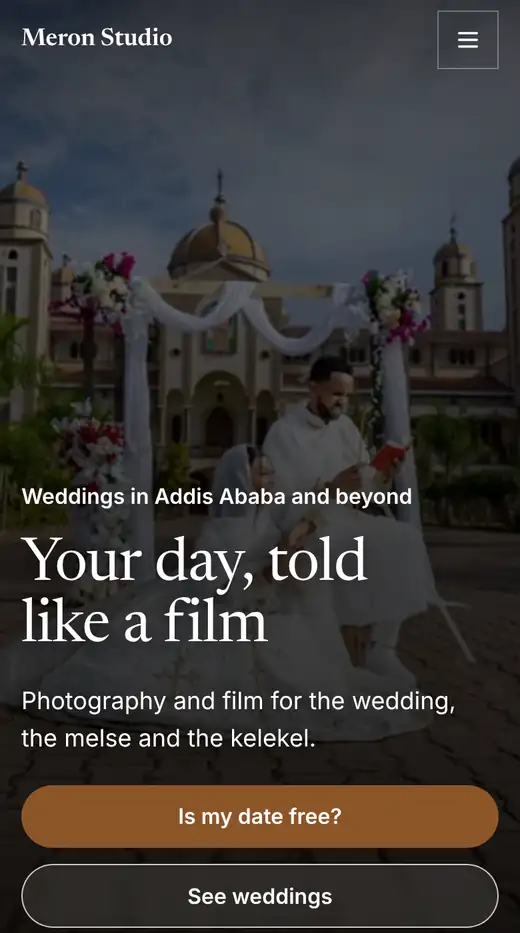 Meron Studio
Weddings in Addis Ababa and beyond
Your day, told
like a film
Photography and film for the wedding,
the melse and the kelekel.
Is my date free?
See weddings